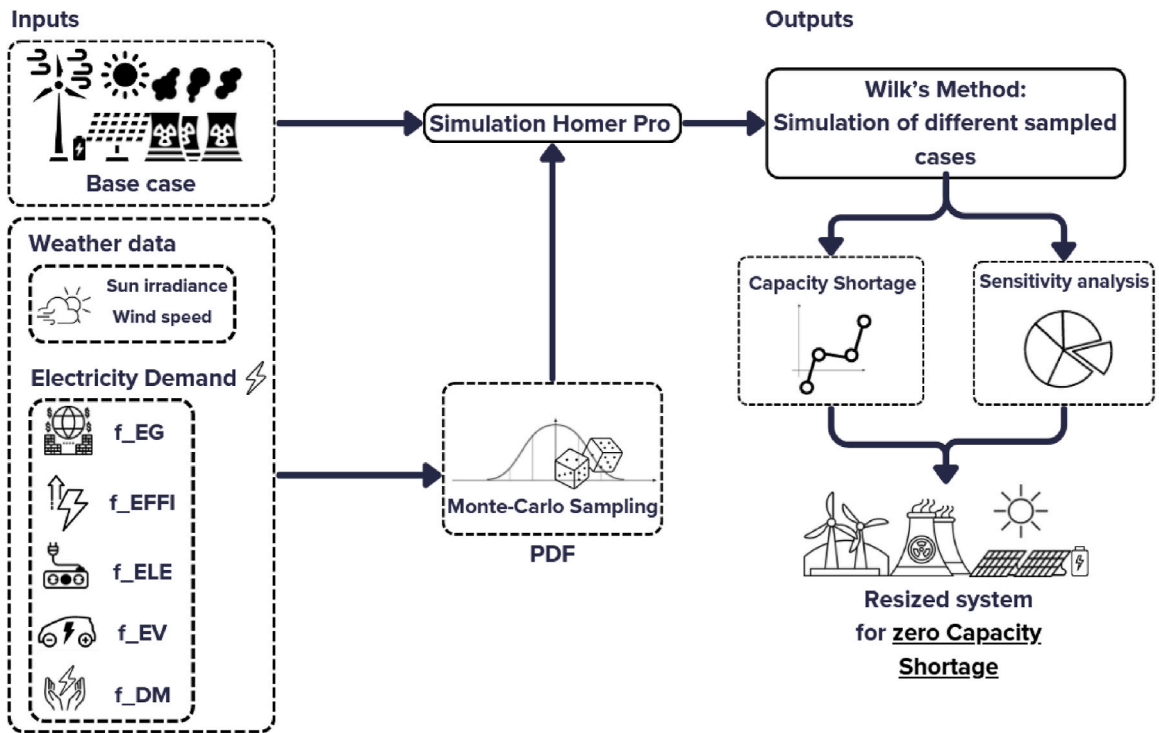 Inputs
Outputs
Base case
Simulation Homer Pro
Wilk's Method:
Simulation of different sampled
cases
Weather data
Sun irradiance
Wind speed
Electricity Demand
f_EG
f_EFFI
f_ELE
f_EV
f_DM
Monte-Carlo Sampling
PDF
Capacity Shortage
Sensitivity analysis
Resized system
for zero Capacity
Shortage